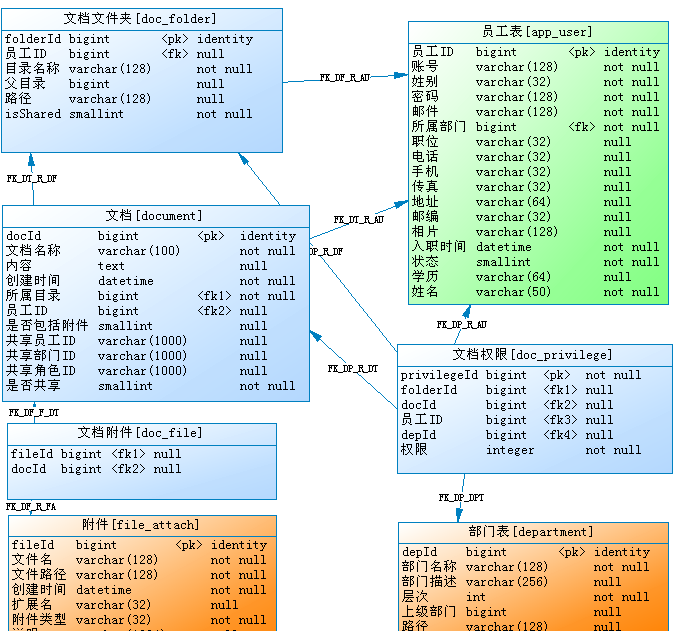 文档文件夹[doc_folder]
folderId bigint <pk> identity
员工ID bigint <fk> null
目录名称 varchar(128) not null
父目录 bigint null
路径 varchar(128) null
isShared smallint not null
员工表[app_user]
员工ID bigint <pk> identity
账号 varchar(128) not null
姓别 varchar(32) not null
密码 varchar(128) not null
邮件 varchar(128) not null
所属部门 bigint <fk> not null
职位 varchar(32) null
电话 varchar(32) null
手机 varchar(32) null
传真 varchar(32) null
地址 varchar(64) null
邮编 varchar(32) null
相片 varchar(128) null
入职时间 datetime not null
状态 smallint not null
学历 varchar(64) null
姓名 varchar(50) not null
FK_DF_R_AU
FK_DT_R_DF
FK_DT_R_AU
DP_R_DF
文档[document]
docId bigint <pk> identity
文档名称 varchar(100) not null
内容 text null
创建时间 datetime not null
所属目录 bigint <fk1> not null
员工ID bigint <fk2> null
是否包括附件 smallint null
共享员工ID varchar(1000) null
共享部门ID varchar(1000) null
共享角色ID varchar(1000) null
是否共享 smallint not null
FK_DP_R_AU
FK_DP_R_DT
文档权限[doc_privilege]
privilegeId bigint <pk> not null
folderId bigint <fk1> null
docId bigint <fk2> null
员工ID bigint <fk3> null
depId bigint <fk4> null
权限 integer not null
FK_DF_F_DT
文档附件[doc_file]
fileId bigint <fk1> null
docId bigint <fk2> null
FK_DP_DPT
FK_DF_R_FA
附件[file_attach]
fileId bigint <pk> identity
文件名 varchar(128) not null
文件路径 varchar(128) not null
创建时间 datetime not null
扩展名 varchar(32) null
附件类型 varchar(32) not null
部门表[department]
depId bigint <pk> identity
部门名称 varchar(128) not null
部门描述 varchar(256) null
层次 int not null
上级部门 bigint null
路径 varchar(128) null